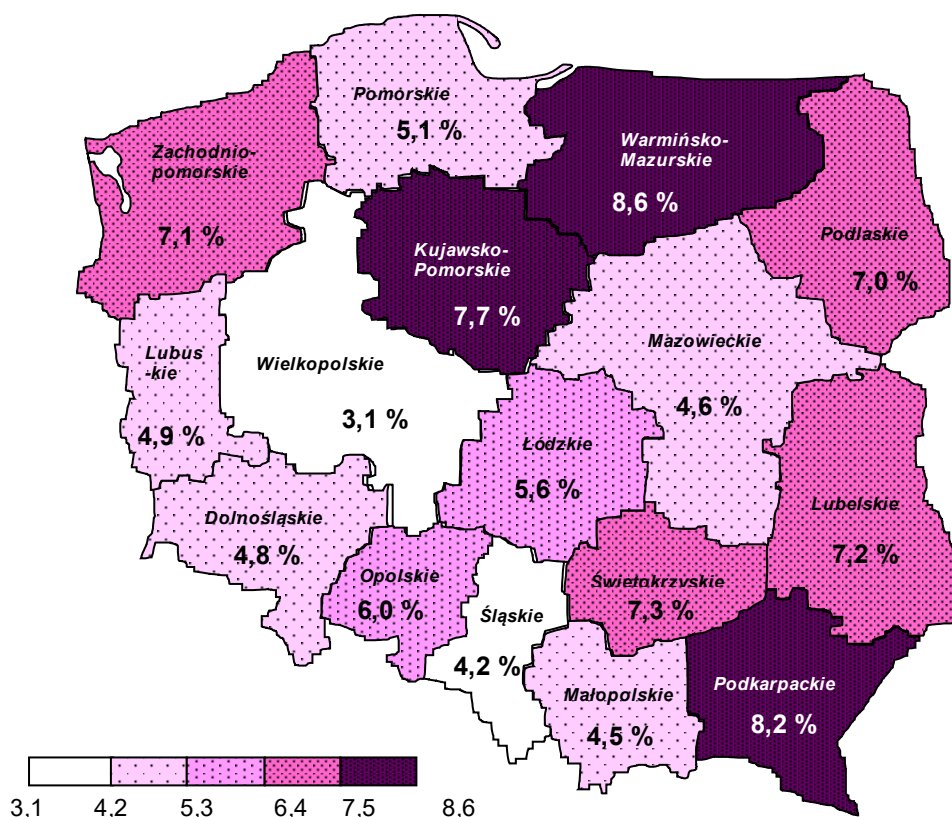 Pomorskie
5,1 %
Warmińsko-
Mazurskie
8,6 %
Zachodnio-
pomorskie
7,1 %
Podlaskie
7,0 %
Kujawsko-
Pomorskie
7,7 %
Mazowieckie
4,6 %
Lubus
-kie
4,9 %
Wielkopolskie
3,1 %
Łódzkie
5,6 %
Lubelskie
7,2 %
Dolnośląskie
4,8 %
Opolskie
6,0 %
Świętokrzyskie
7,3 %
Śląskie
4,2 %
Małopolskie
4,5 %
Podkarpackie
8,2 %
3,1 4,2 5,3 6,4 7,5 8,6